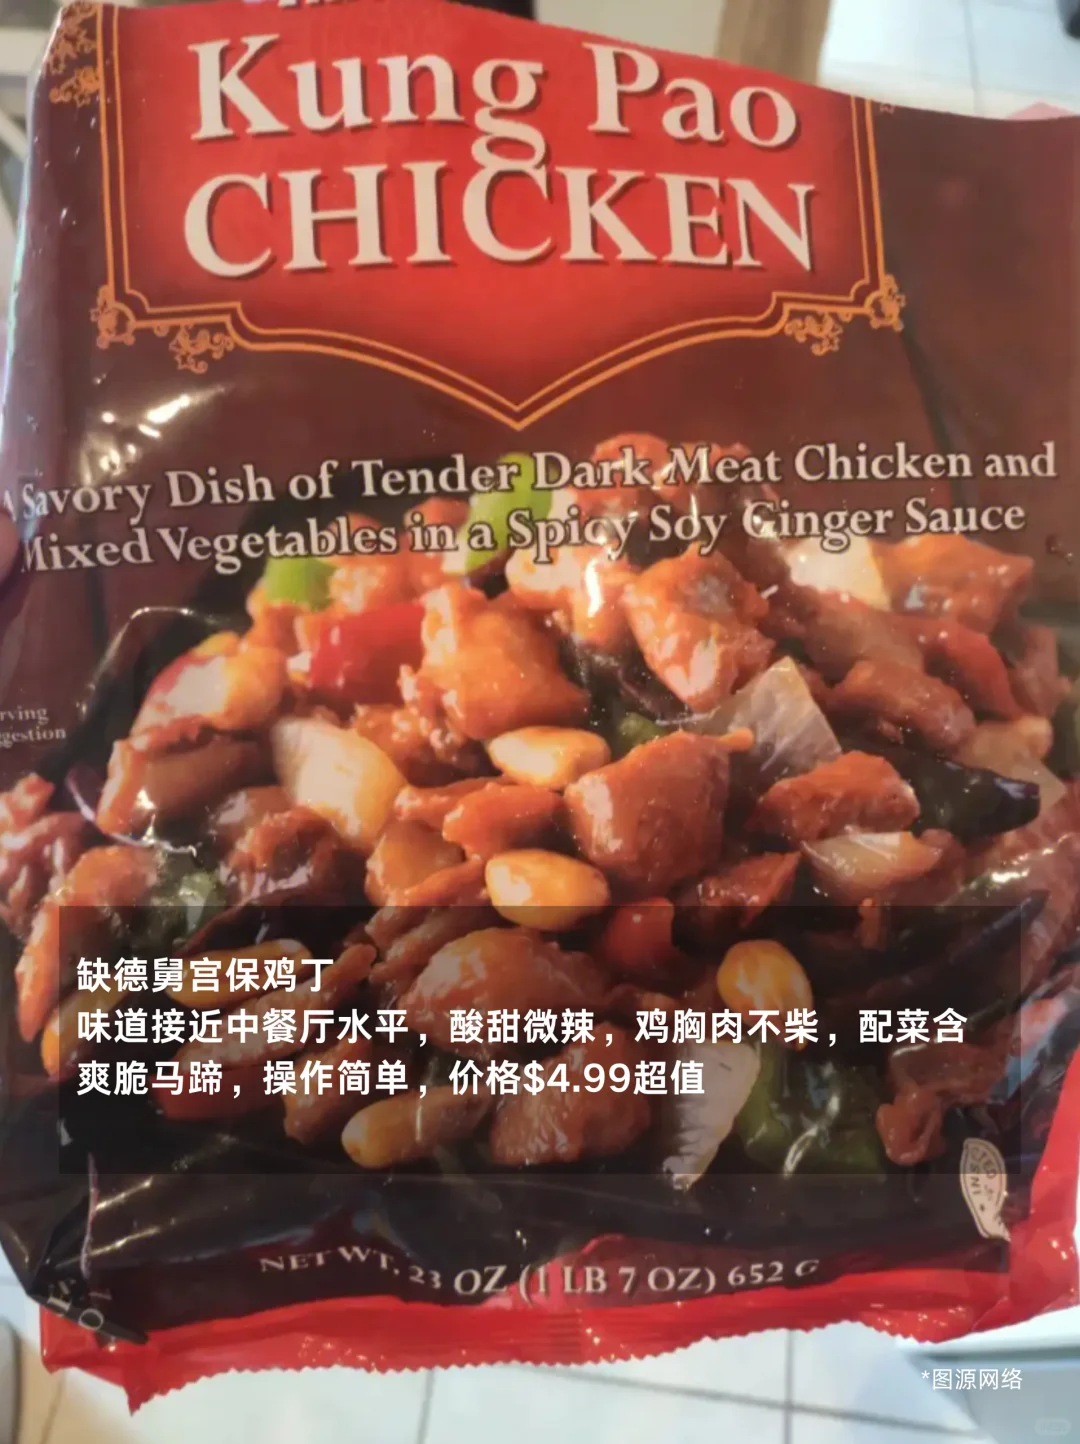 Kung Pao
CHICKEN
A Savory Dish of Tender Dark Meat Chicken and
Mixed Vegetables in a Spicy Soy Ginger Sauce
缺德舅宫保鸡丁
味道接近中餐厅水平，酸甜微辣，鸡胸肉不柴，配菜含
爽脆马蹄，操作简单，价格$4.99超值
NET WT. 23 OZ (1 LB 7 OZ) 652 G
*图源网络